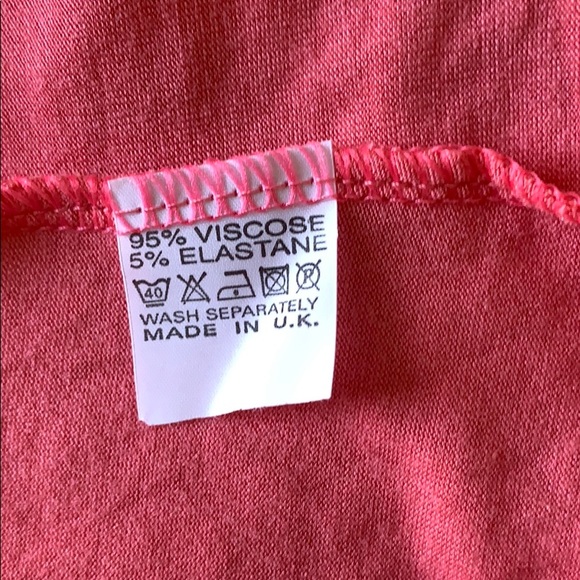 95% VISCOSE
5% ELASTANE
40 P
WASH SEPARATELY
MADE IN U.K.